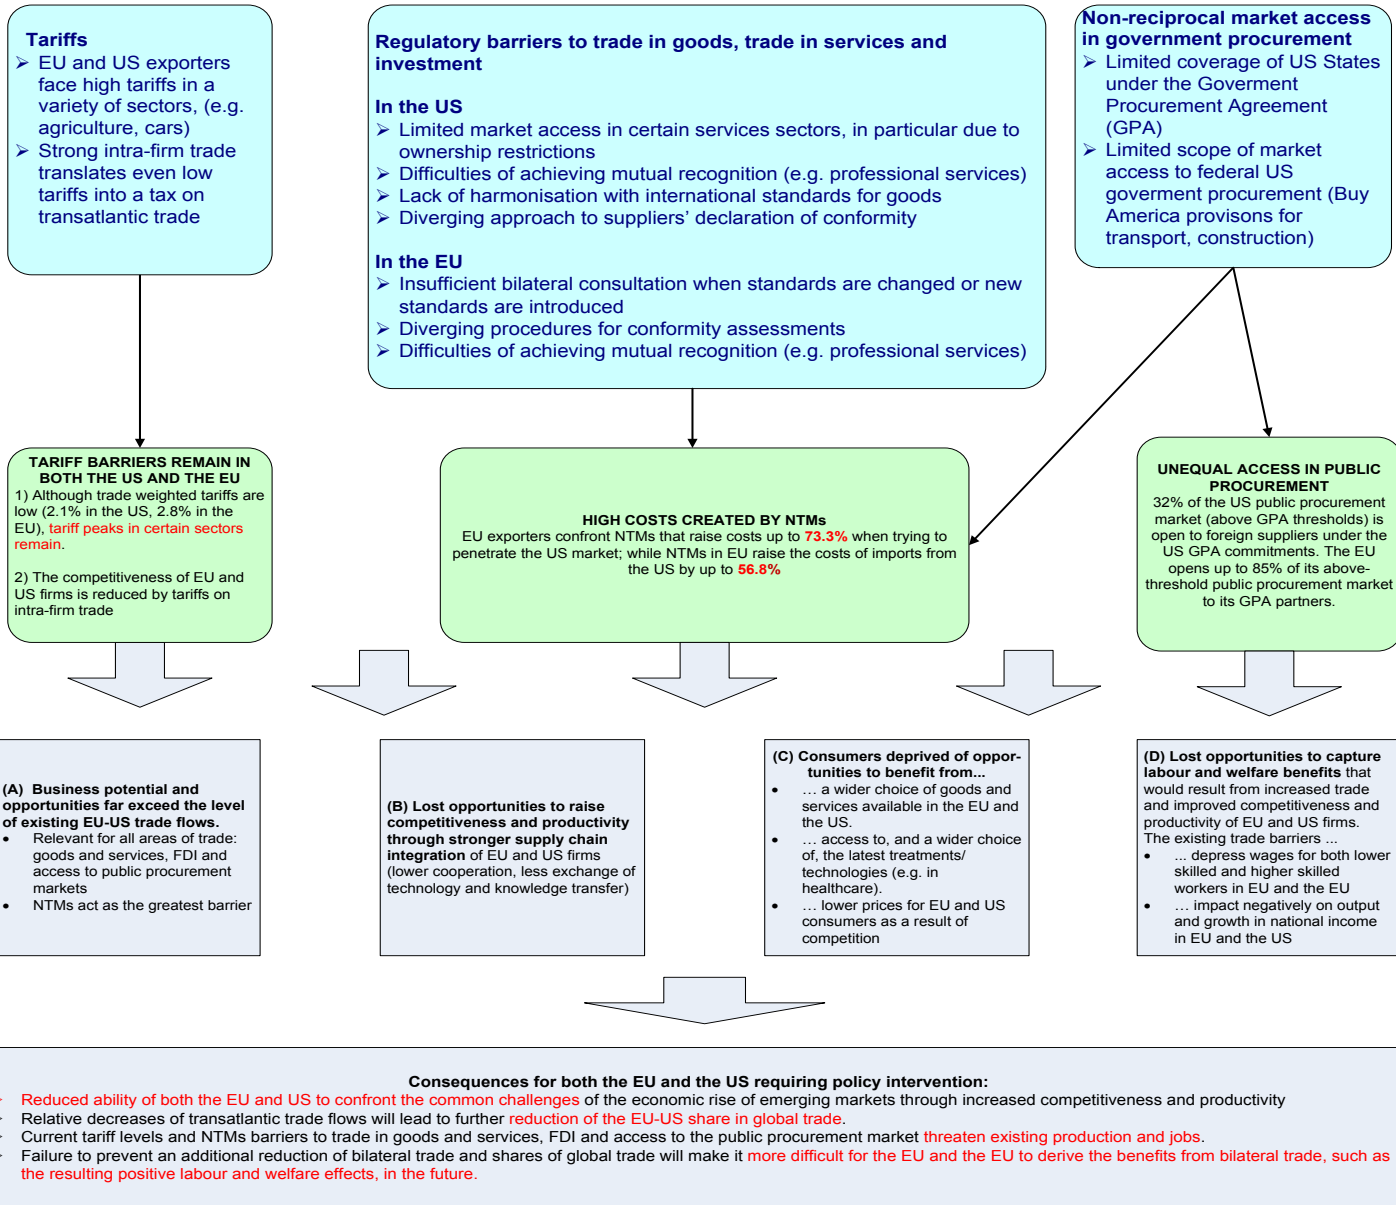 Tariffs
➢ EU and US exporters
face high tariffs in a
variety of sectors, (e.g.
agriculture, cars)
➢ Strong intra-firm trade
translates even low
tariffs into a tax on
transatlantic trade
Regulatory barriers to trade in goods, trade in services and
investment
In the US
➢ Limited market access in certain services sectors, in particular due to
ownership restrictions
➢ Difficulties of achieving mutual recognition (e.g. professional services)
➢ Lack of harmonisation with international standards for goods
➢ Diverging approach to suppliers’ declaration of conformity
In the EU
➢ Insufficient bilateral consultation when standards are changed or new
standards are introduced
➢ Diverging procedures for conformity assessments
➢ Difficulties of achieving mutual recognition (e.g. professional services)
Non-reciprocal market access
in government procurement
➢ Limited coverage of US States
under the Goverment
Procurement Agreement
(GPA)
➢ Limited scope of market
access to federal US
goverment procurement (Buy
America provisons for
transport, construction)
TARIFF BARRIERS REMAIN IN
BOTH THE US AND THE EU
1) Although trade weighted tariffs are
low (2.1% in the US, 2.8% in the
EU), tariff peaks in certain sectors
remain.
2) The competitiveness of EU and
US firms is reduced by tariffs on
intra-firm trade
HIGH COSTS CREATED BY NTMs
EU exporters confront NTMs that raise costs up to 73.3% when trying to
penetrate the US market; while NTMs in EU raise the costs of imports from
the US by up to 56.8%
UNEQUAL ACCESS IN PUBLIC
PROCUREMENT
32% of the US public procurement
market (above GPA thresholds) is
open to foreign suppliers under the
US GPA commitments. The EU
opens up to 85% of its above-
threshold public procurement market
to its GPA partners.
(A) Business potential and
opportunities far exceed the level
of existing EU-US trade flows.
• Relevant for all areas of trade:
goods and services, FDI and
access to public procurement
markets
• NTMs act as the greatest barrier
(B) Lost opportunities to raise
competitiveness and productivity
through stronger supply chain
integration of EU and US firms
(lower cooperation, less exchange of
technology and knowledge transfer)
(C) Consumers deprived of oppor-
tunities to benefit from...
• … a wider choice of goods and
services available in the EU and
the US.
• … access to, and a wider choice
of, the latest treatments/
technologies (e.g. in
healthcare).
• … lower prices for EU and US
consumers as a result of
competition
(D) Lost opportunities to capture
labour and welfare benefits that
would result from increased trade
and improved competitiveness and
productivity of EU and US firms.
The existing trade barriers ...
• ... depress wages for both lower
skilled and higher skilled
workers in EU and the EU
• … impact negatively on output
and growth in national income
in EU and the US
Consequences for both the EU and the US requiring policy intervention:
Reduced ability of both the EU and US to confront the common challenges of the economic rise of emerging markets through increased competitiveness and productivity
Relative decreases of transatlantic trade flows will lead to further reduction of the EU-US share in global trade.
Current tariff levels and NTMs barriers to trade in goods and services, FDI and access to the public procurement market threaten existing production and jobs.
Failure to prevent an additional reduction of bilateral trade and shares of global trade will make it more difficult for the EU and the EU to derive the benefits from bilateral trade, such as
the resulting positive labour and welfare effects, in the future.